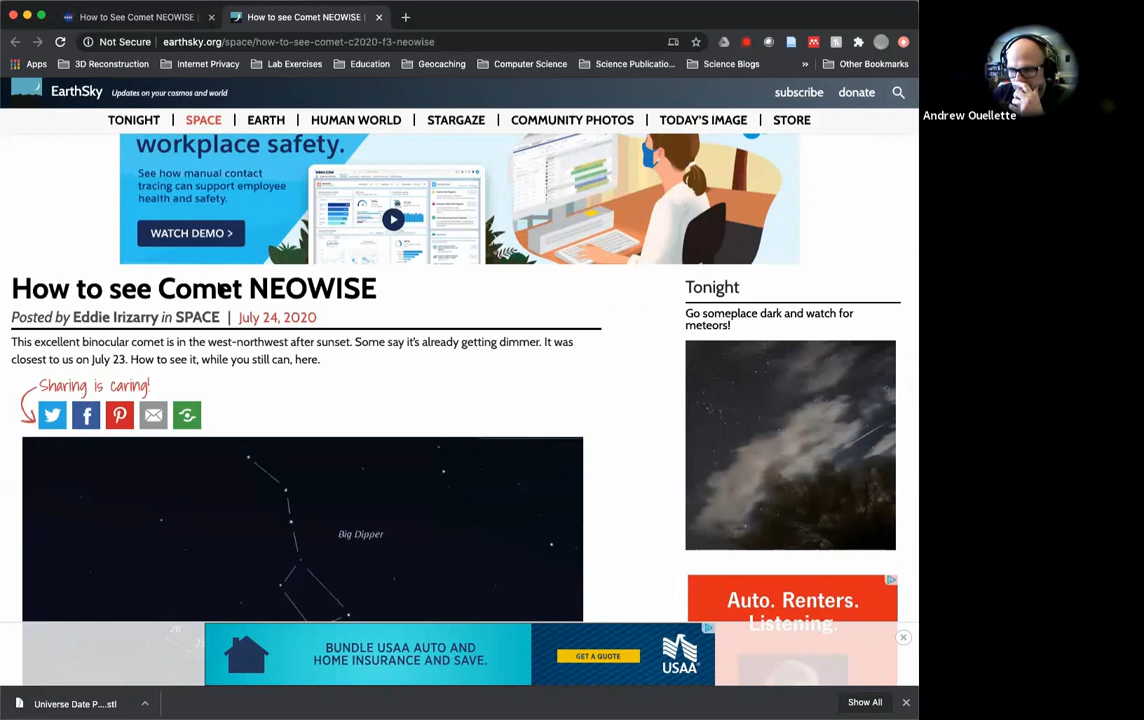 How to See Comet NEOWISE |
How to see Comet NEOWISE |
Not Secure | earthsky.org/space/how-to-see-comet-c2020-f3-neowise
Apps
3D Reconstruction
Internet Privacy
Lab Exercises
Education
Geocaching
Computer Science
Science Publicatio...
Science Blogs
»
Other Bookmarks
EarthSky
Updates on your cosmos and world
subscribe
donate
TONIGHT | SPACE | EARTH | HUMAN WORLD | STARGAZE | COMMUNITY PHOTOS | TODAY'S IMAGE | STORE
Andrew Ouellette
workplace safety.
See how manual contact
tracing can support employee
health and safety.
WATCH DEMO >
How to see Comet NEOWISE
Posted by Eddie Irizarry in SPACE | July 24, 2020
This excellent binocular comet is in the west-northwest after sunset. Some say it's already getting dimmer. It was
closest to us on July 23. How to see it, while you still can, here.
Sharing is caring!
Big Dipper
Tonight
Go someplace dark and watch for
meteors!
Auto. Renters.
Listening.
BUNDLE USAA AUTO AND
HOME INSURANCE AND SAVE.
GET A QUOTE
USAA
Universe Date P....stl
Show All